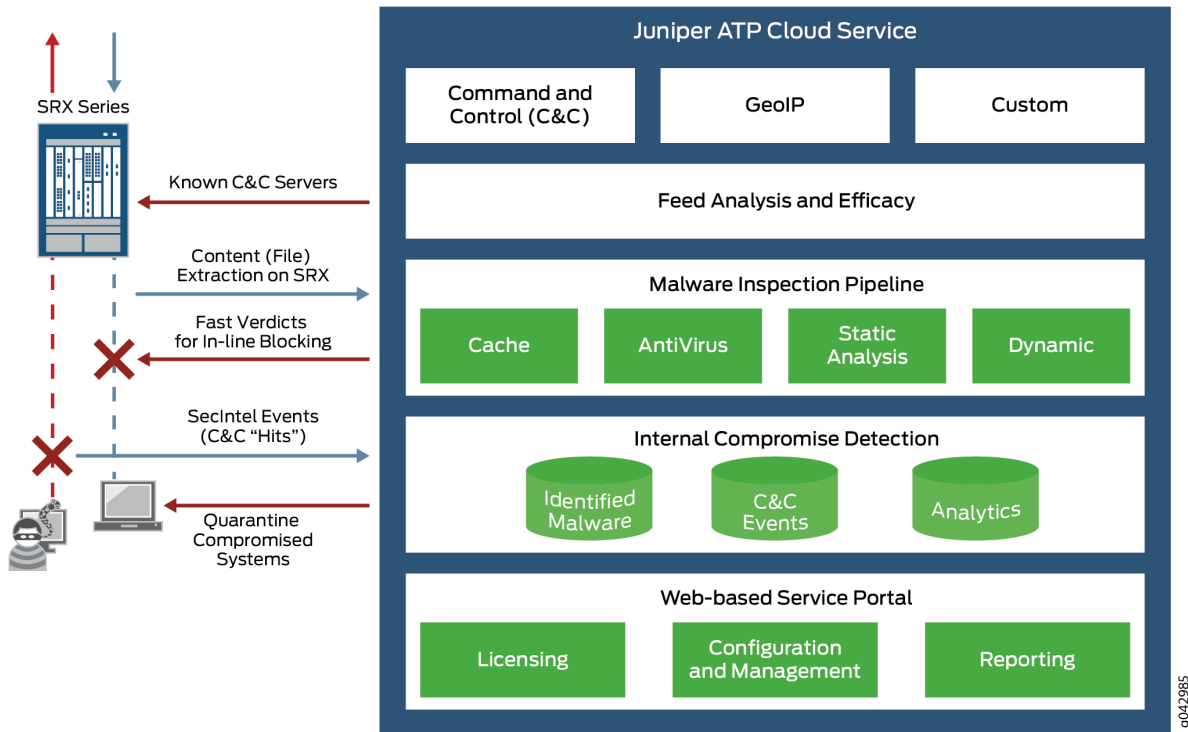 Juniper ATP Cloud Service
SRX Series
Command and
Control (C&C)
GeoIP
Custom
Known C&C Servers
Feed Analysis and Efficacy
Content (File)
Extraction on SRX
Malware Inspection Pipeline
Fast Verdicts
for In-line Blocking
Cache
AntiVirus
Static
Analysis
Dynamic
SecIntel Events
(C&C “Hits”)
Internal Compromise Detection
Identified
Malware
C&C
Events
Analytics
Quarantine
Compromised
Systems
Web-based Service Portal
Licensing
Configuration
and Management
Reporting
g042985